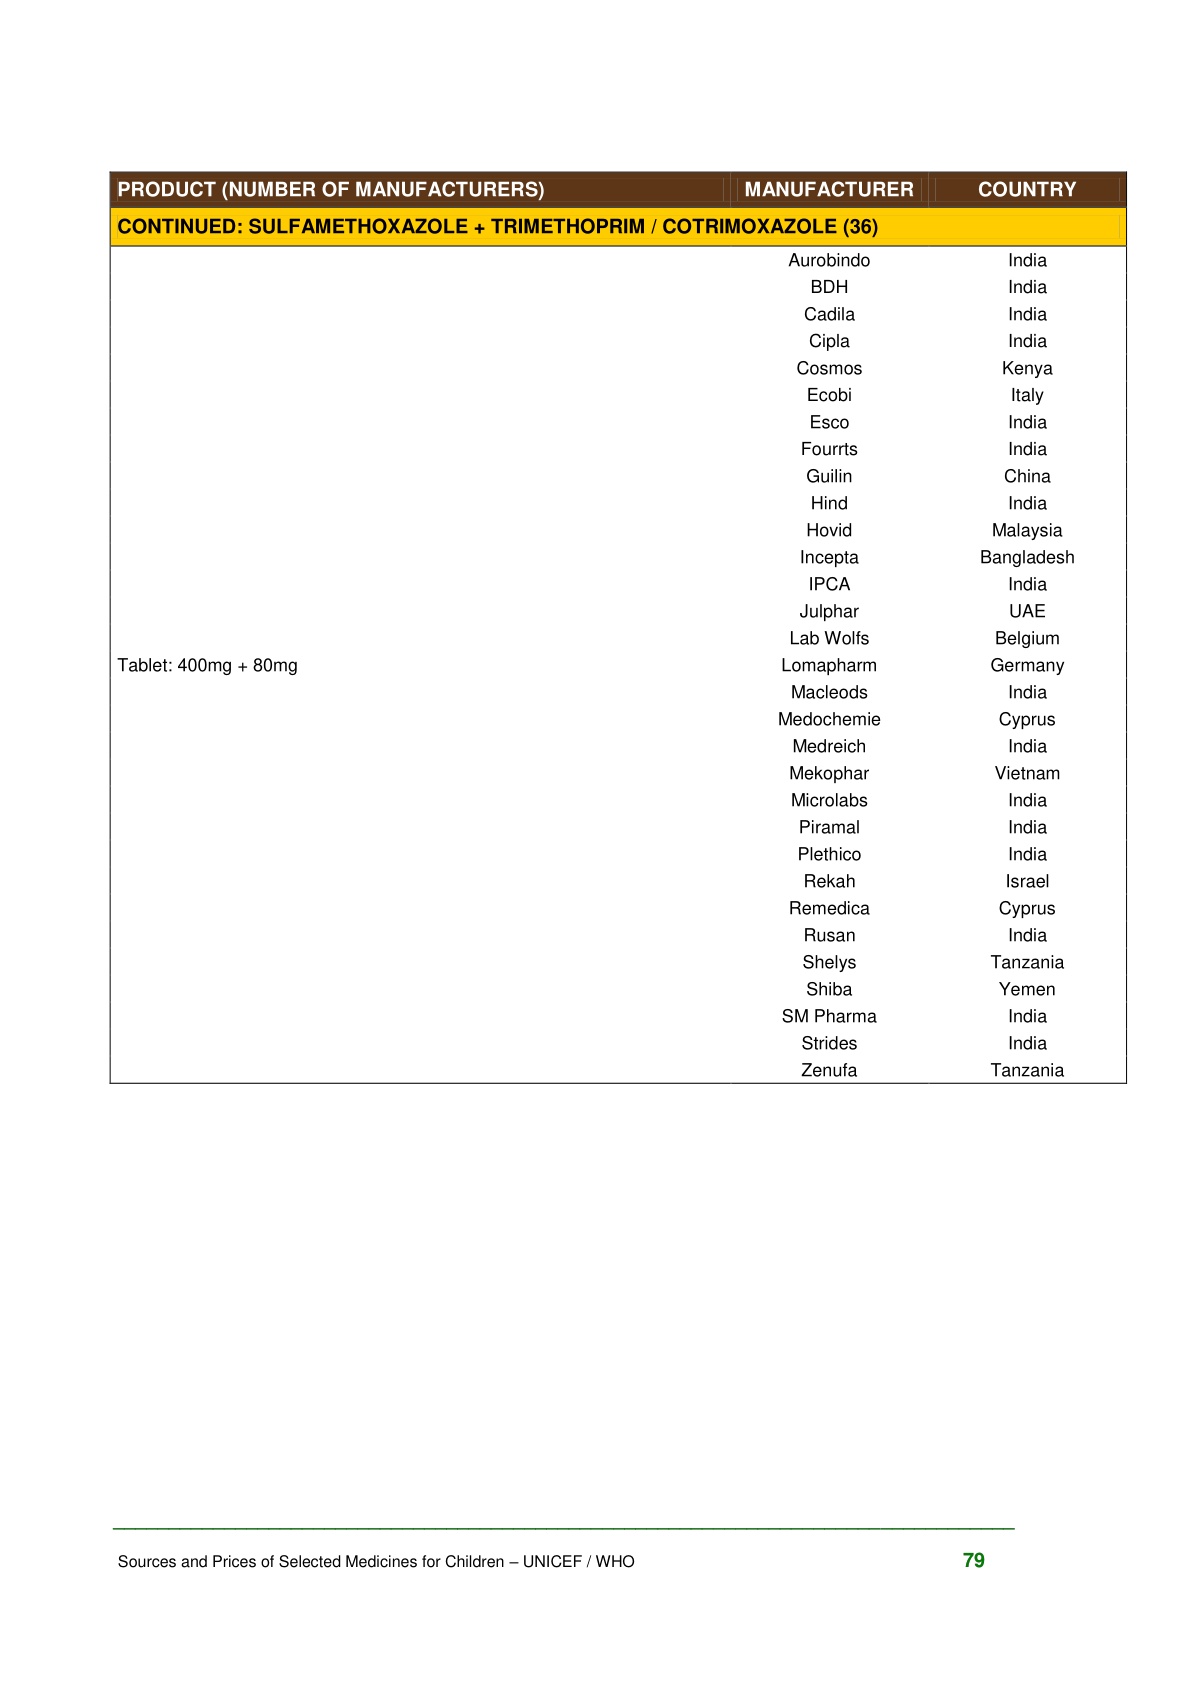 PRODUCT (NUMBER OF MANUFACTURERS) MANUFACTURER COUNTRY
CONTINUED: SULFAMETHOXAZOLE + TRIMETHOPRIM / COTRIMOXAZOLE (36)
Aurobindo India
BDH India
Cadila India
Cipla India
Cosmos Kenya
Ecobi Italy
Esco India
Fourrts India
Guilin China
Hind India
Hovid Malaysia
Incepta Bangladesh
IPCA India
Julphar UAE
Lab Wolfs Belgium
Tablet: 400mg + 80mg Lomapharm Germany
Macleods India
Medochemie Cyprus
Medreich India
Mekophar Vietnam
Microlabs India
Piramal India
Plethico India
Rekah Israel
Remedica Cyprus
Rusan India
Shelys Tanzania
Shiba Yemen
SM Pharma India
Strides India
Zenufa Tanzania
Sources and Prices of Selected Medicines for Children – UNICEF / WHO 79